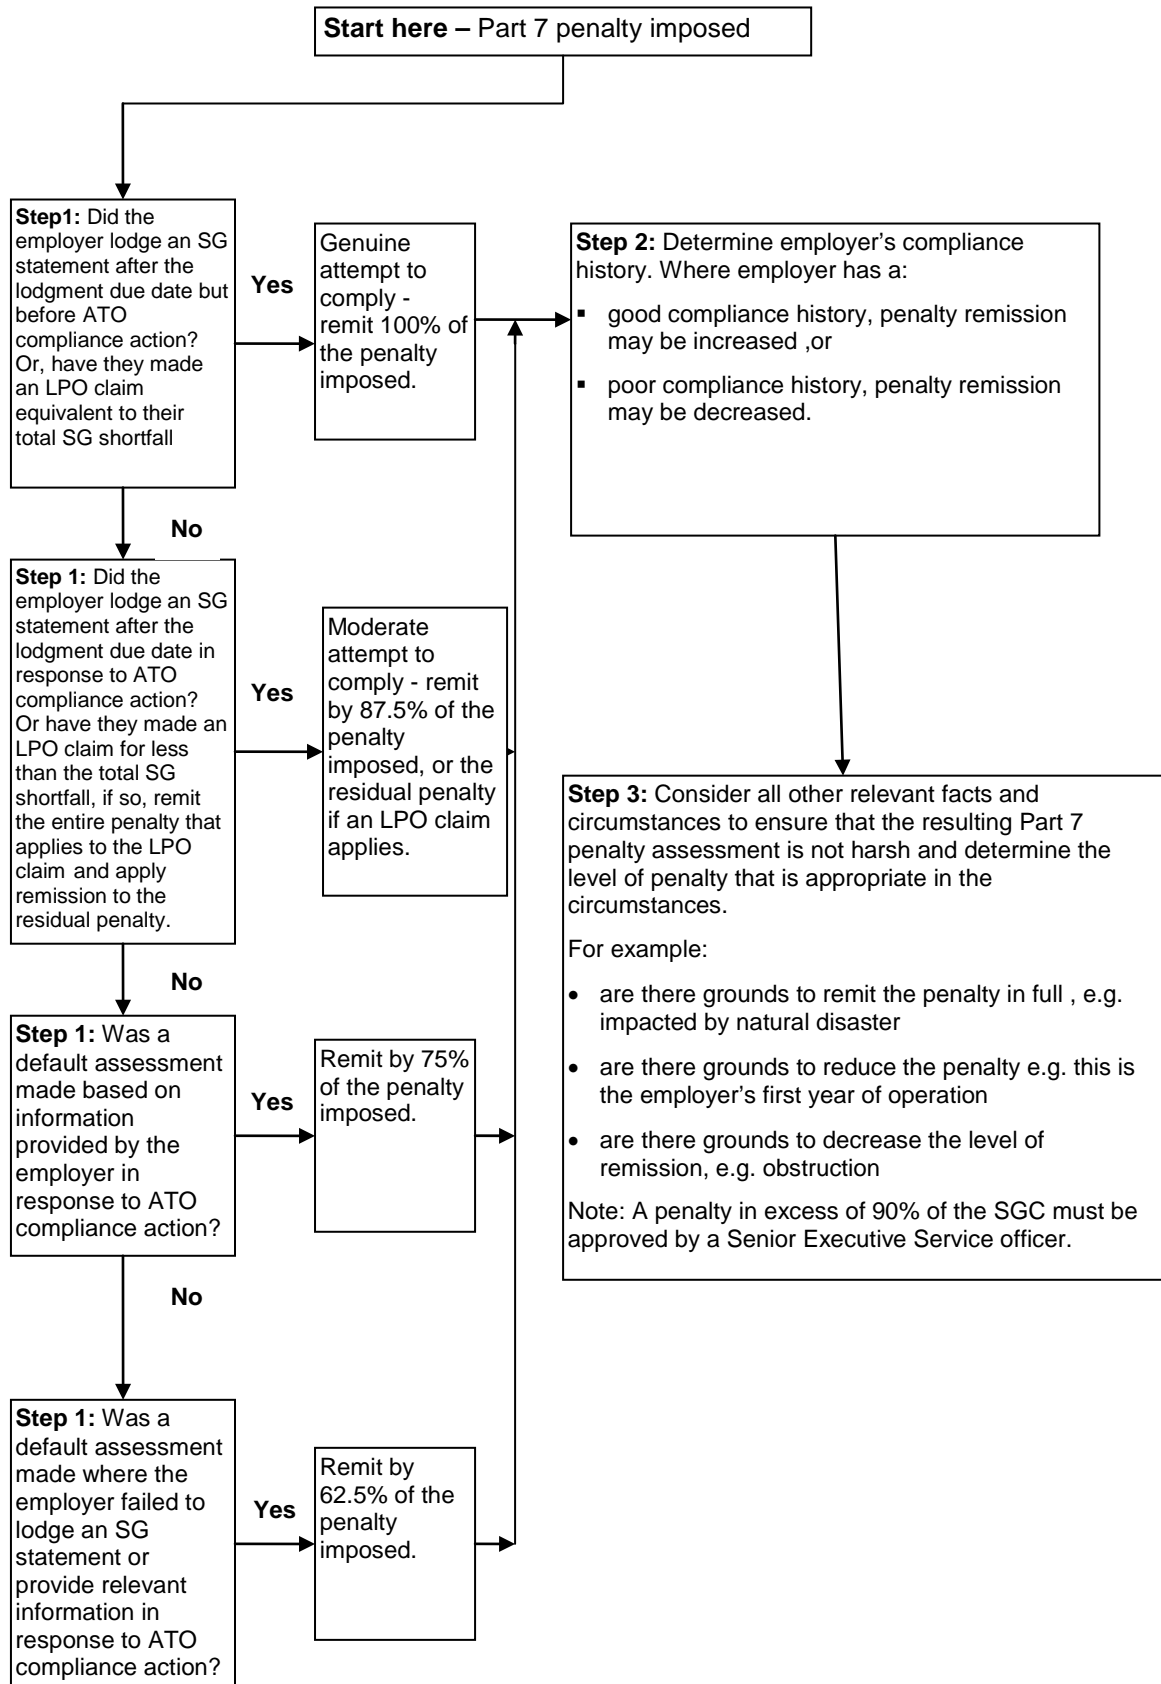 Start here – Part 7 penalty imposed
Step1: Did the
employer lodge an SG
statement after the
lodgment due date but
before ATO
compliance action?
Or, have they made
an LPO claim
equivalent to their
total SG shortfall
Yes
Genuine
attempt to
comply -
remit 100% of
the penalty
imposed.
Step 2: Determine employer's compliance
history. Where employer has a:
▪ good compliance history, penalty remission
may be increased ,or
▪ poor compliance history, penalty remission
may be decreased.
No
Step 1: Did the
employer lodge an SG
statement after the
lodgment due date in
response to ATO
compliance action?
Or have they made an
LPO claim for less
than the total SG
shortfall, if so, remit
the entire penalty that
applies to the LPO
claim and apply
remission to the
residual penalty.
Yes
Moderate
attempt to
comply - remit
by 87.5% of the
penalty
imposed, or the
residual penalty
if an LPO claim
applies.
Step 3: Consider all other relevant facts and
circumstances to ensure that the resulting Part 7
penalty assessment is not harsh and determine the
level of penalty that is appropriate in the
circumstances.
For example:
• are there grounds to remit the penalty in full , e.g.
impacted by natural disaster
• are there grounds to reduce the penalty e.g. this is
the employer's first year of operation
• are there grounds to decrease the level of
remission, e.g. obstruction
Note: A penalty in excess of 90% of the SGC must be
approved by a Senior Executive Service officer.
No
Step 1: Was a
default assessment
made based on
information
provided by the
employer in
response to ATO
compliance action?
Yes
Remit by 75%
of the penalty
imposed.
No
Step 1: Was a
default assessment
made where the
employer failed to
lodge an SG
statement or
provide relevant
information in
response to ATO
compliance action?
Yes
Remit by
62.5% of the
penalty
imposed.